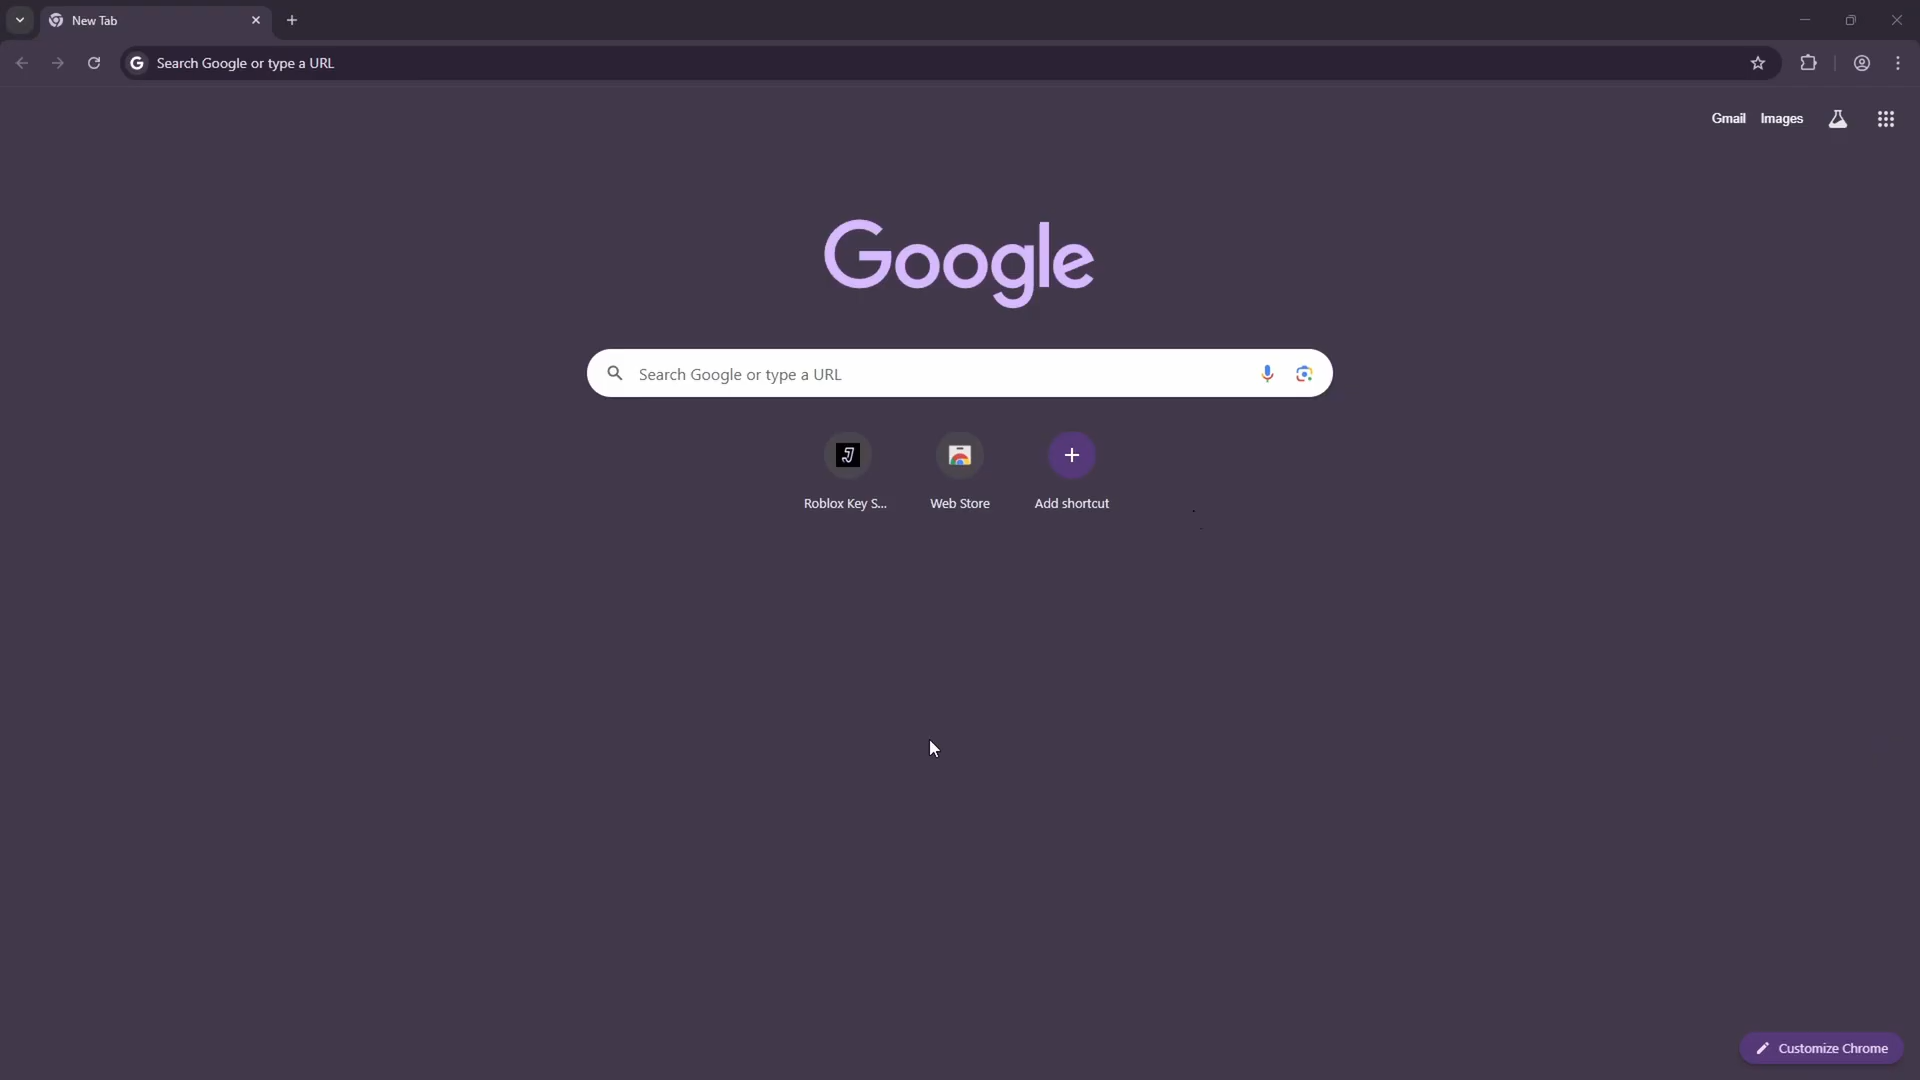 New Tab
Search Google or type a URL
Gmail Images
Google
Search Google or type a URL
Roblox Key S...
Web Store
Add shortcut
Customize Chrome